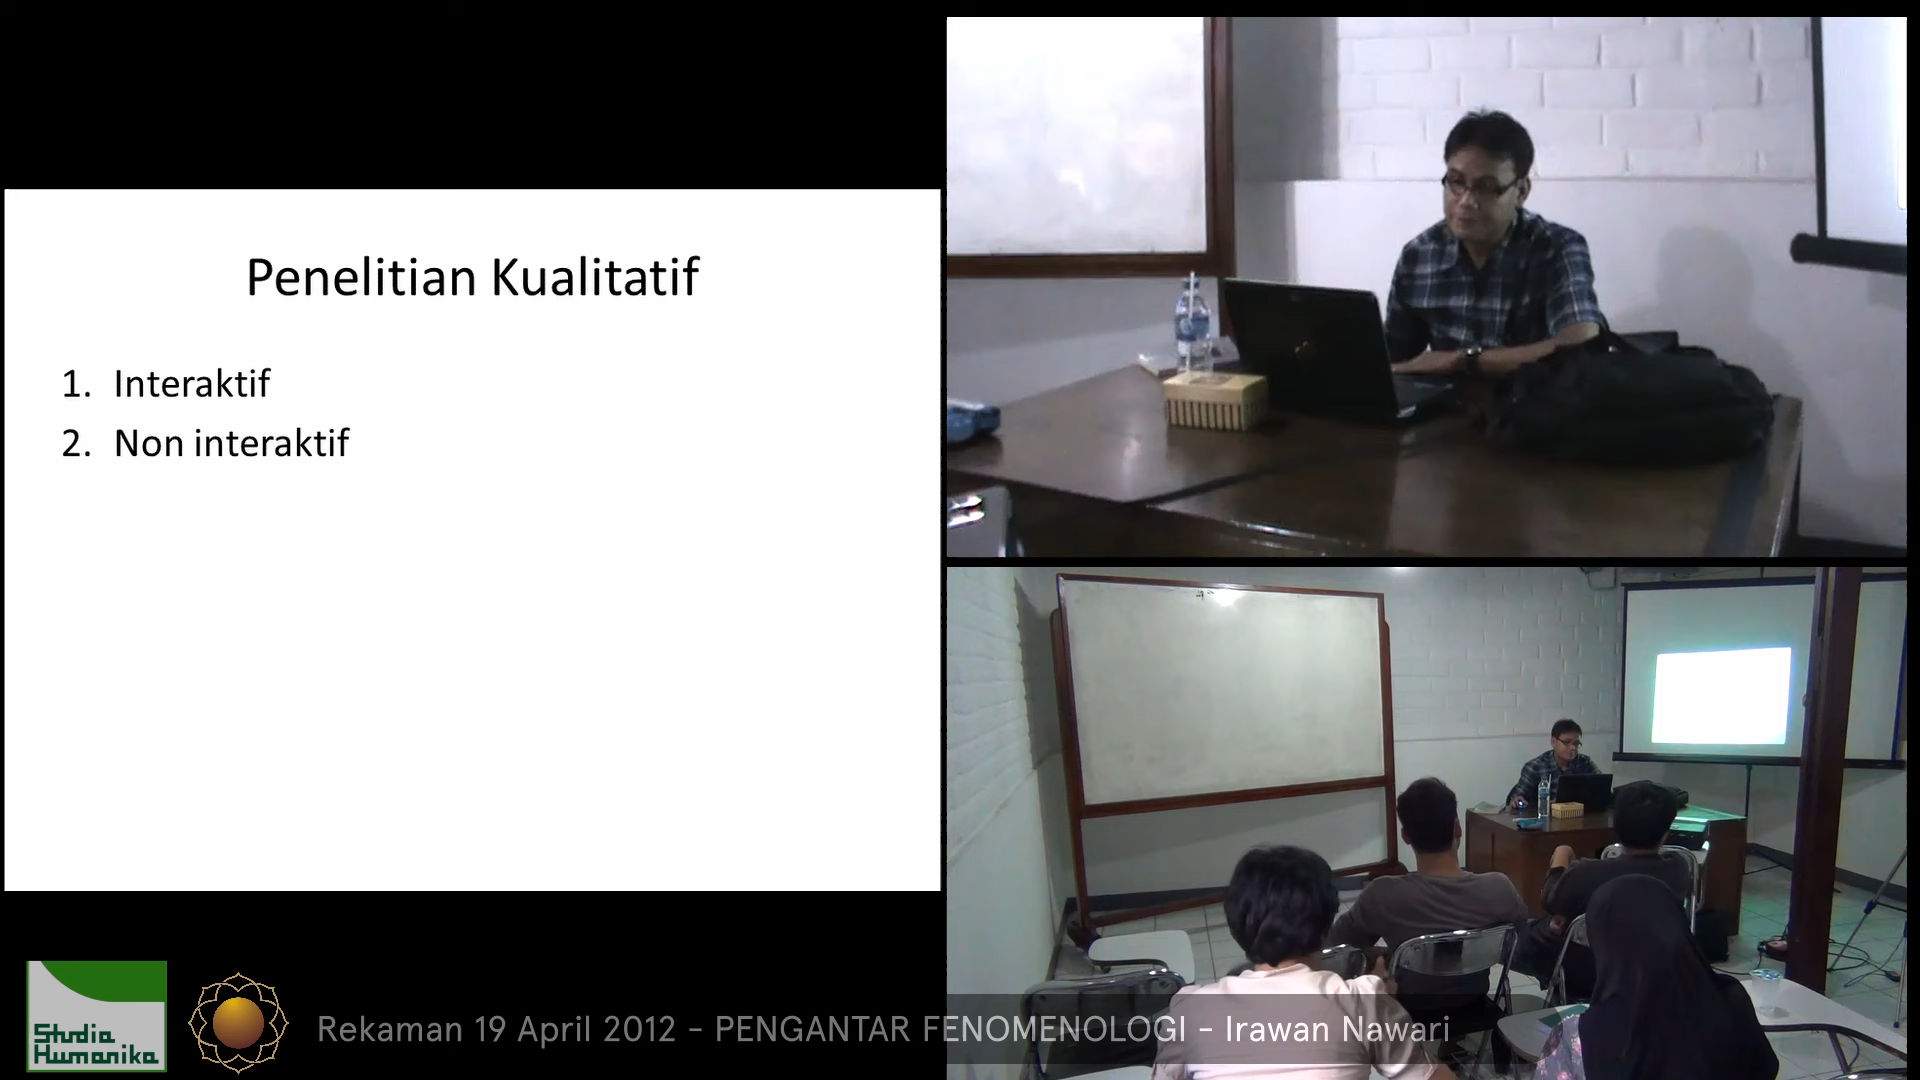 Penelitian Kualitatif
1. Interaktif
2. Non interaktif
Studia
Humanika
Rekaman 19 April 2012 - PENGANTAR FENOMENOLOGI - Irawan Nawari